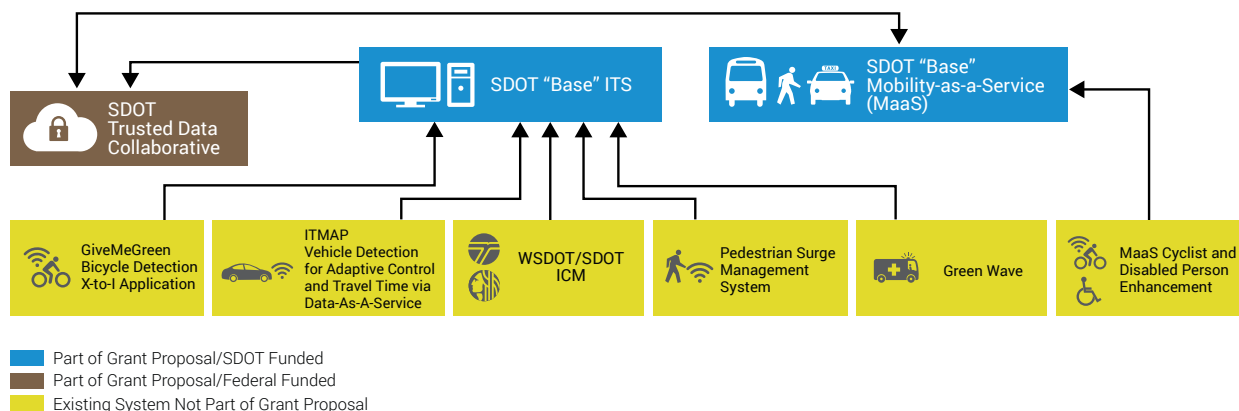 TAXI
SDOT
Trusted Data
Collaborative
SDOT “Base” ITS
SDOT “Base”
Mobility-as-a-Service
(MaaS)
GiveMeGreen
Bicycle Detection
X-to-I Application
ITMAP
Vehicle Detection
for Adaptive Control
and Travel Time via
Data-As-A-Service
WSDOT/SDOT
ICM
Pedestrian Surge
Management
System
Green Wave
MaaS Cyclist and
Disabled Person
Enhancement
Part of Grant Proposal/SDOT Funded
Part of Grant Proposal/Federal Funded
Existing System Not Part of Grant Proposal